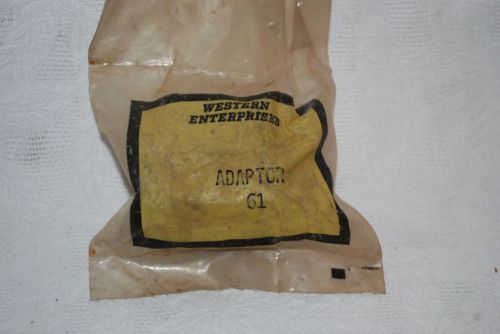 WESTERN
ENTERPRISES
ADAPTOR
61